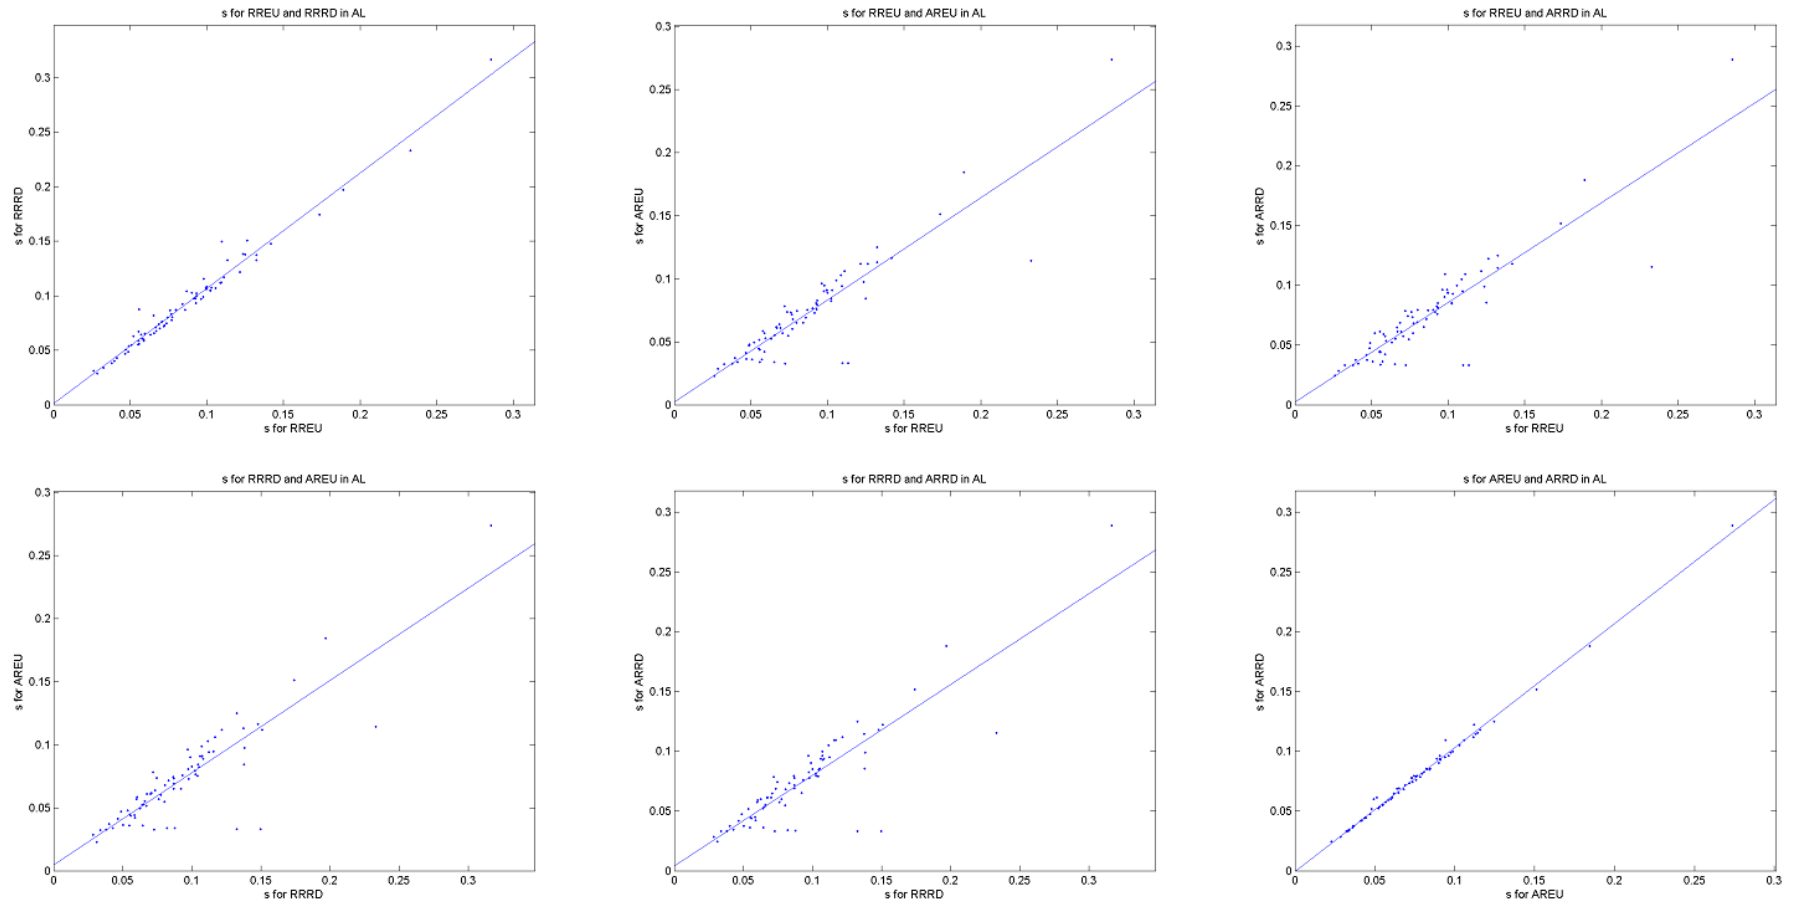 s for RREU and RRRD in AL
s for RRRD
0.3
0.25
0.2
0.15
0.1
0.05
0
0 0.05 0.1 0.15 0.2 0.25 0.3
s for RREU
s for RREU and AREU in AL
s for AREU
0.3
0.25
0.2
0.15
0.1
0.05
0
0 0.05 0.1 0.15 0.2 0.25 0.3
s for RREU
s for RREU and ARRD in AL
s for ARRD
0.3
0.25
0.2
0.15
0.1
0.05
0
0 0.05 0.1 0.15 0.2 0.25 0.3
s for RREU
s for RRRD and AREU in AL
s for AREU
0.3
0.25
0.2
0.15
0.1
0.05
0
0 0.05 0.1 0.15 0.2 0.25 0.3
s for RRRD
s for RRRD and ARRD in AL
s for ARRD
0.3
0.25
0.2
0.15
0.1
0.05
0
0 0.05 0.1 0.15 0.2 0.25 0.3
s for RRRD
s for AREU and ARRD in AL
s for ARRD
0.3
0.25
0.2
0.15
0.1
0.05
0
0 0.05 0.1 0.15 0.2 0.25 0.3
s for AREU